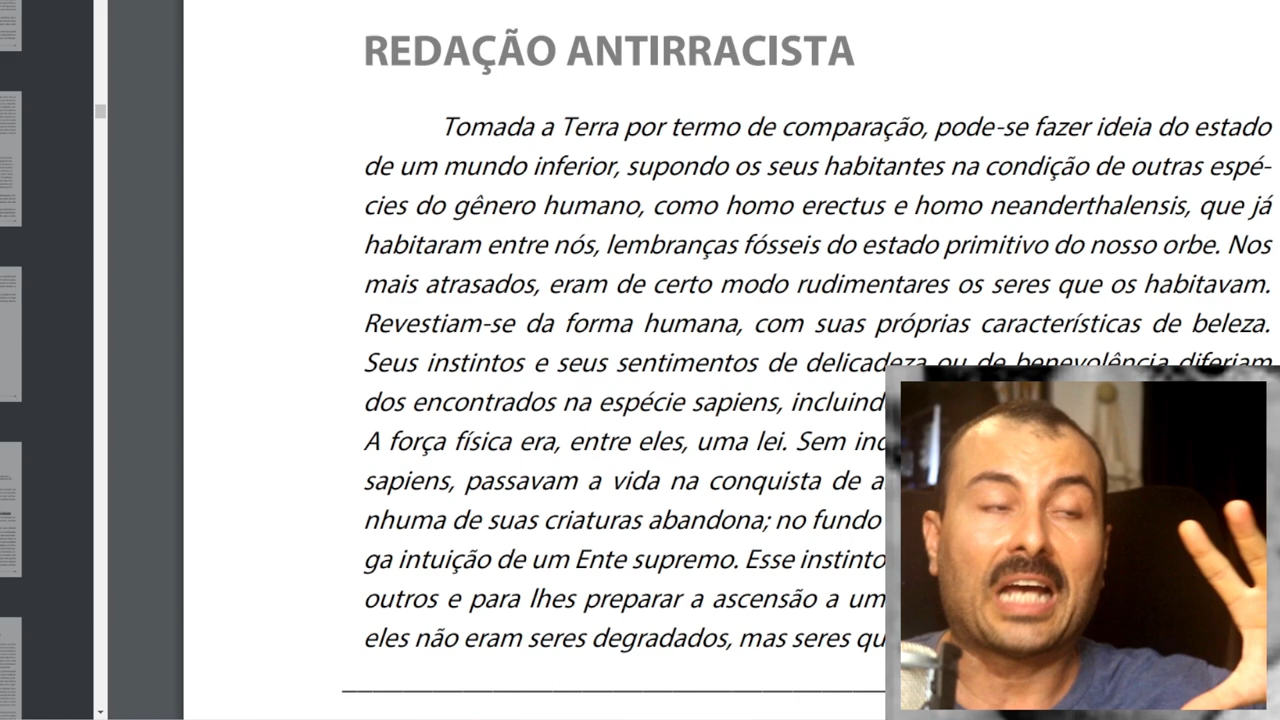 REDAÇÃO ANTIRRACISTA
Tomada a Terra por termo de comparação, pode-se fazer ideia do estado
de um mundo inferior, supondo os seus habitantes na condição de outras espé-
cies do gênero humano, como homo erectus e homo neanderthalensis, que já
habitaram entre nós, lembranças fósseis do estado primitivo do nosso orbe. Nos
mais atrasados, eram de certo modo rudimentares os seres que os habitavam.
Revestiam-se da forma humana, com suas próprias características de beleza.
Seus instintos e seus sentimentos de delicadeza ou de benevolência diferiam
dos encontrados na espécie sapiens,
A força física era, entre eles, uma lei. Sem
sapiens, passavam a vida na conquista de
nhuma de suas criaturas abandona; no fundo
ga intuição de um Ente supremo. Esse instinto
outros e para lhes preparar a ascensão a
eles não eram seres degradados, mas seres